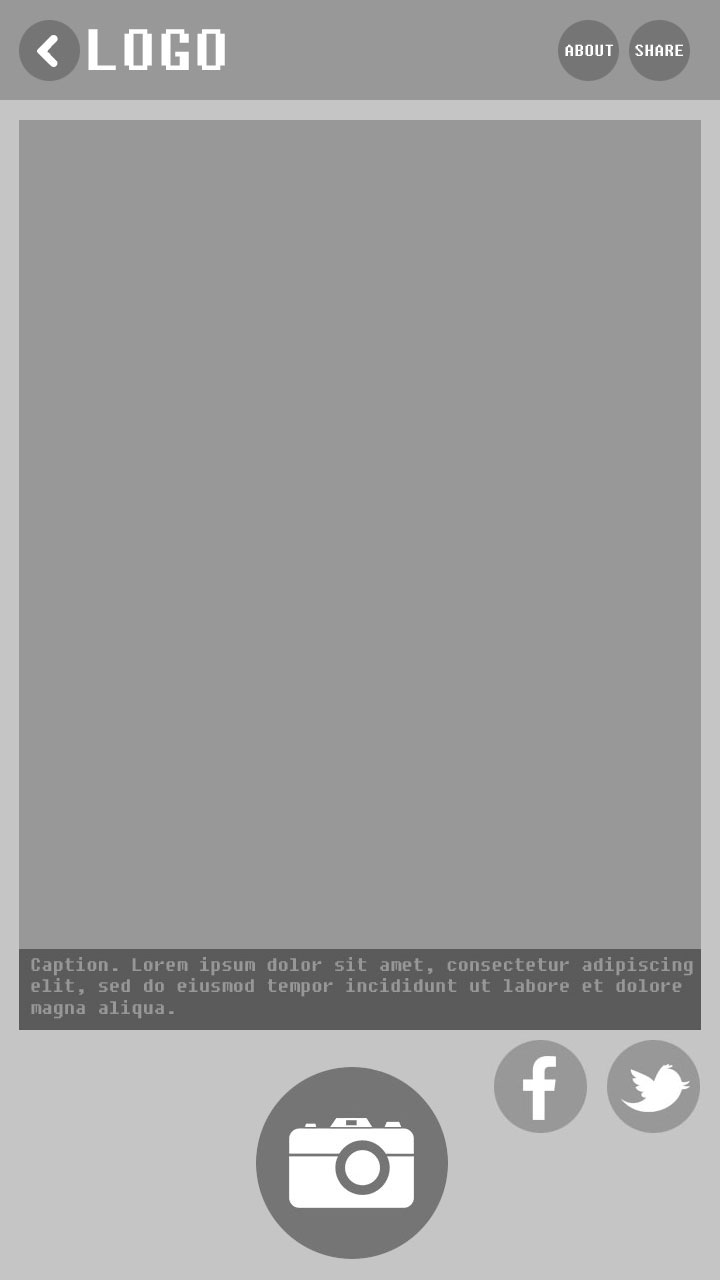 LOGO
ABOUT
SHARE
Caption. Lorem ipsum dolor sit amet, consectetur adipiscing
elit, sed do eiusmod tempor incididunt ut labore et dolore
magna aliqua.